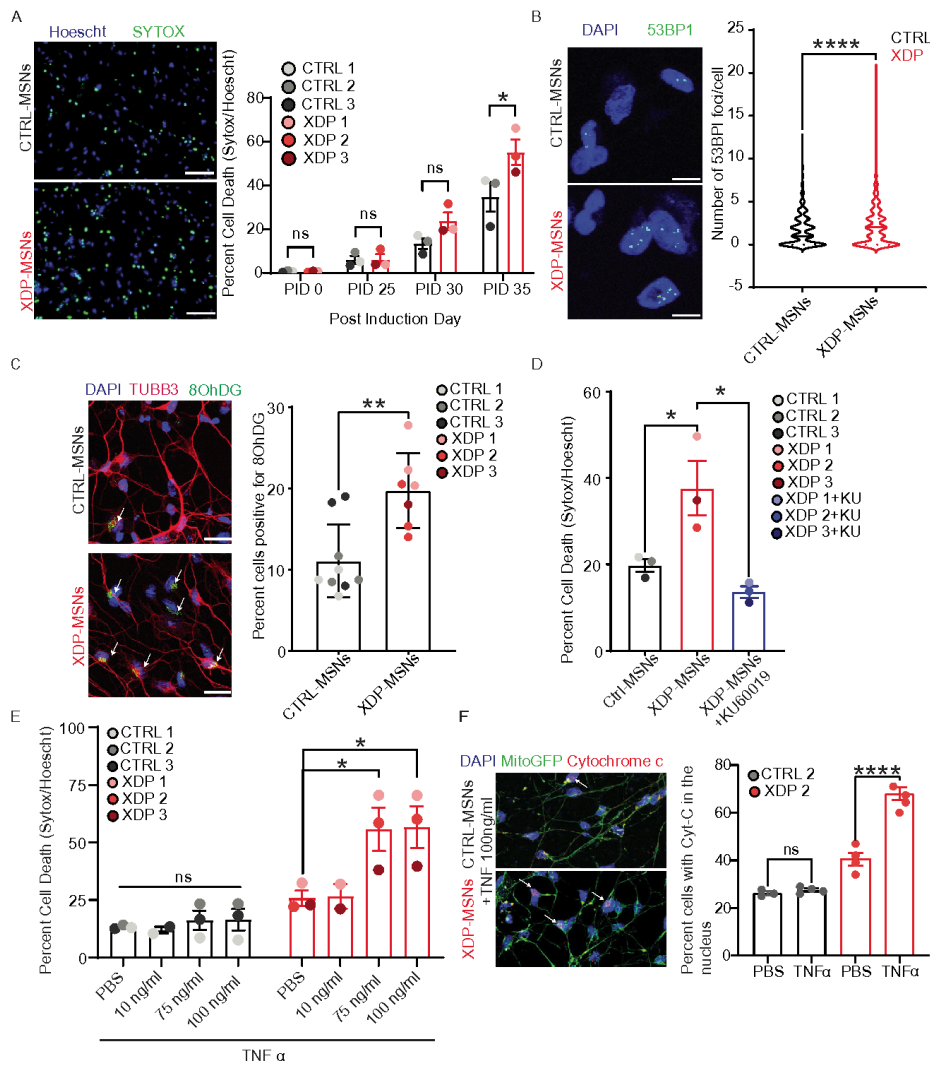 A
Hoescht SYTOX
CTRL-MSNs
XDP-MSNs
Percent Cell Death (Sytox/Hoescht)
80
60
40
20
0
CTRL 1
CTRL 2
CTRL 3
XDP 1
XDP 2
XDP 3
ns
ns
ns
*
PID 0 PID 25 PID 30 PID 35
Post Induction Day
B
DAPI 53BP1
CTRL-MSNs
XDP-MSNs
Number of 53BPI foci/cell
25
20
15
10
5
0
-5
****
CTRL
XDP
CTRL-MSNs
XDP-MSNs
C
DAPI TUBB3 8OhDG
CTRL-MSNs
XDP-MSNs
Percent cells positive for 8OhDG
30
20
10
0
**
CTRL 1
CTRL 2
CTRL 3
XDP 1
XDP 2
XDP 3
CTRL-MSNs
XDP-MSNs
D
Percent Cell Death (Sytox/Hoescht)
60
40
20
0
*
*
CTRL 1
CTRL 2
CTRL 3
XDP 1
XDP 2
XDP 3
XDP 1+KU
XDP 2+KU
XDP 3+KU
Ctrl-MSNs
XDP-MSNs
XDP-MSNs
+KU60019
E
Percent Cell Death (Sytox/Hoescht)
100
75
50
25
0
CTRL 1
CTRL 2
CTRL 3
XDP 1
XDP 2
XDP 3
ns
*
*
PBS
10 ng/ml
75 ng/ml
100 ng/ml
PBS
10 ng/ml
75 ng/ml
100 ng/ml
TNF α
F
DAPI MitoGFP Cytochrome c
CTRL-MSNs
XDP-MSNs
+TNF 100ng/ml
Percent cells with Cyt-C in the
nucleus
80
60
40
20
0
CTRL 2
XDP 2
ns
****
PBS TNFα PBS TNFα